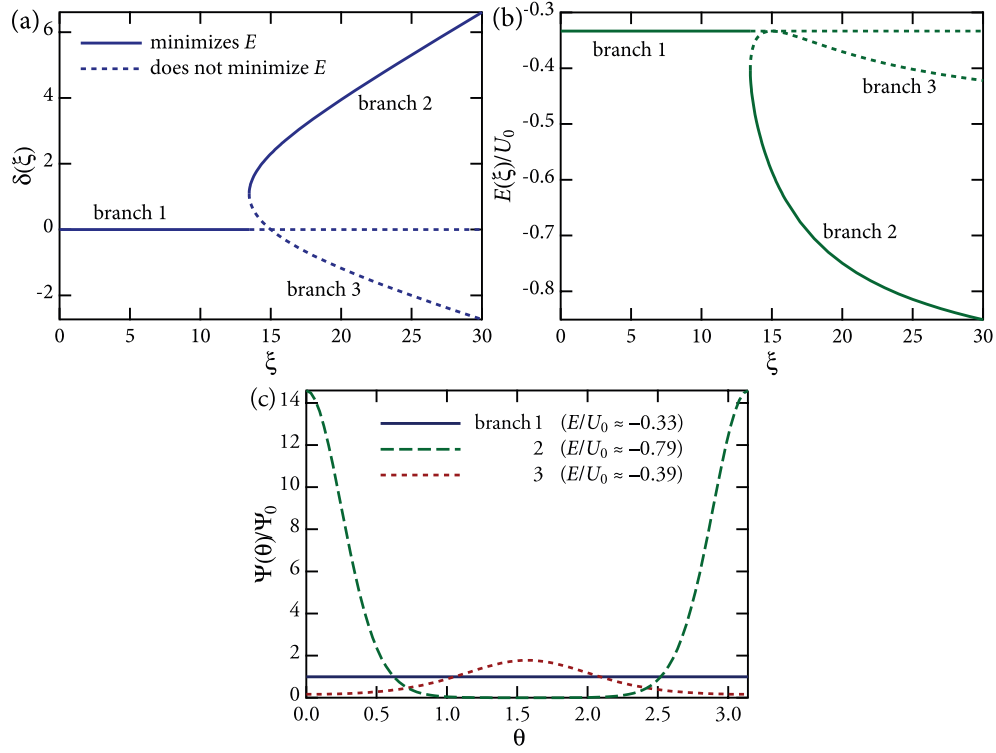 (a)
6
4
2
0
-2
δ(ξ)
minimizes E
does not minimize E
branch 2
branch 1
branch 3
0 5 10 15 20 25 30
ξ
(b)
-0.3
-0.4
-0.5
-0.6
-0.7
-0.8
E(ξ)/U₀
branch 1
branch 3
branch 2
0 5 10 15 20 25 30
ξ
(c)
14
12
10
8
6
4
2
0
Ψ(θ)/Ψ₀
branch 1 (E/U₀ ≈ −0.33)
2 (E/U₀ ≈ −0.79)
3 (E/U₀ ≈ −0.39)
0.0 0.5 1.0 1.5 2.0 2.5 3.0
θ